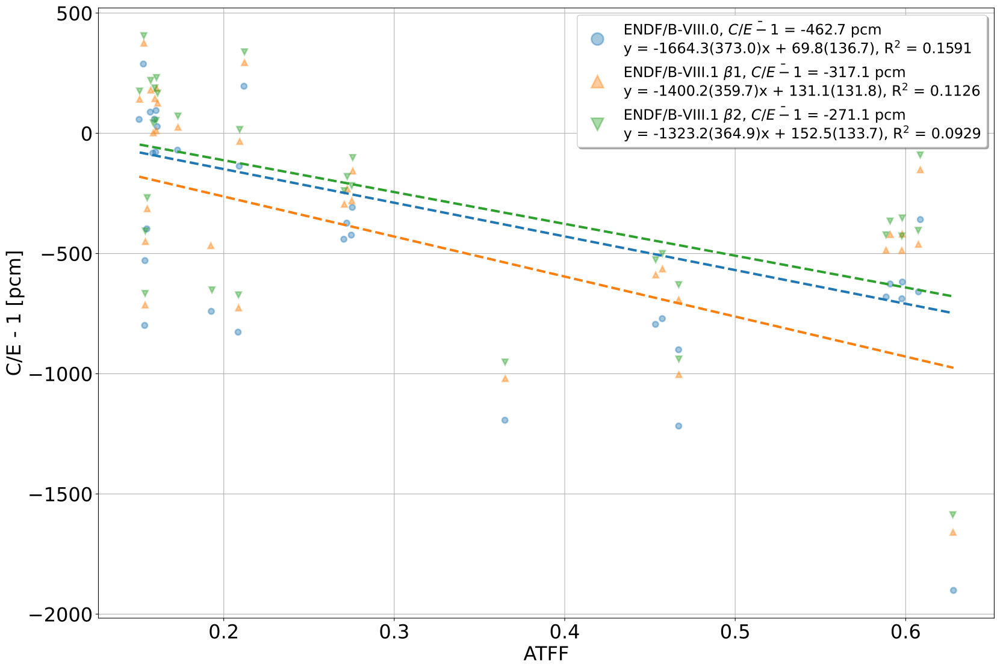 500
0
−500
−1000
−1500
−2000
C/E - 1 [pcm]
0.2 0.3 0.4 0.5 0.6
ATFF
ENDF/B-VIII.0, C/E¯− 1 = -462.7 pcm
y = -1664.3(373.0)x + 69.8(136.7), R² = 0.1591
ENDF/B-VIII.1 β1, C/E¯− 1 = -317.1 pcm
y = -1400.2(359.7)x + 131.1(131.8), R² = 0.1126
ENDF/B-VIII.1 β2, C/E¯− 1 = -271.1 pcm
y = -1323.2(364.9)x + 152.5(133.7), R² = 0.0929